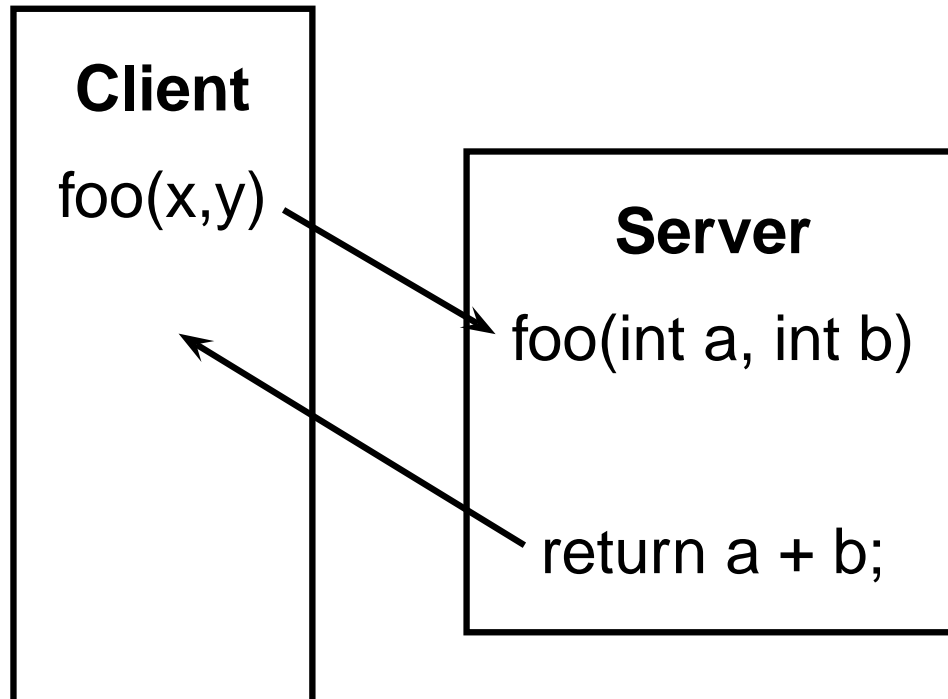 Client
foo(x,y)
Server
foo(int a, int b)
return a + b;